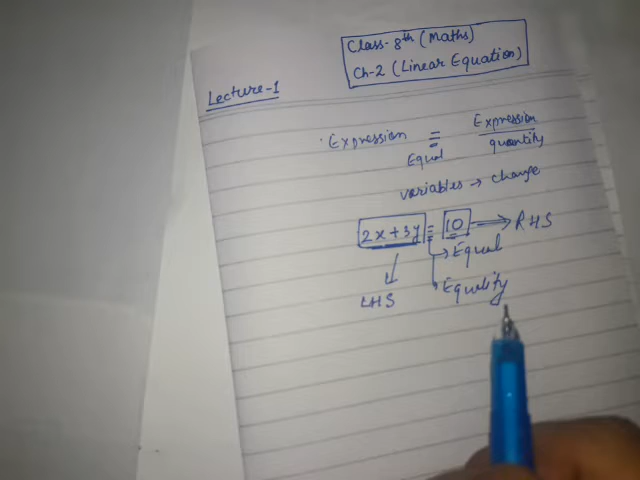 Class-8th (Maths)
Ch-2 (Linear Equation)
Lecture-1
Expression = Expression
Equal quantity
variables → change
2x+3y = 10 ⟹ RHS
→ Equal
LHS
Equality